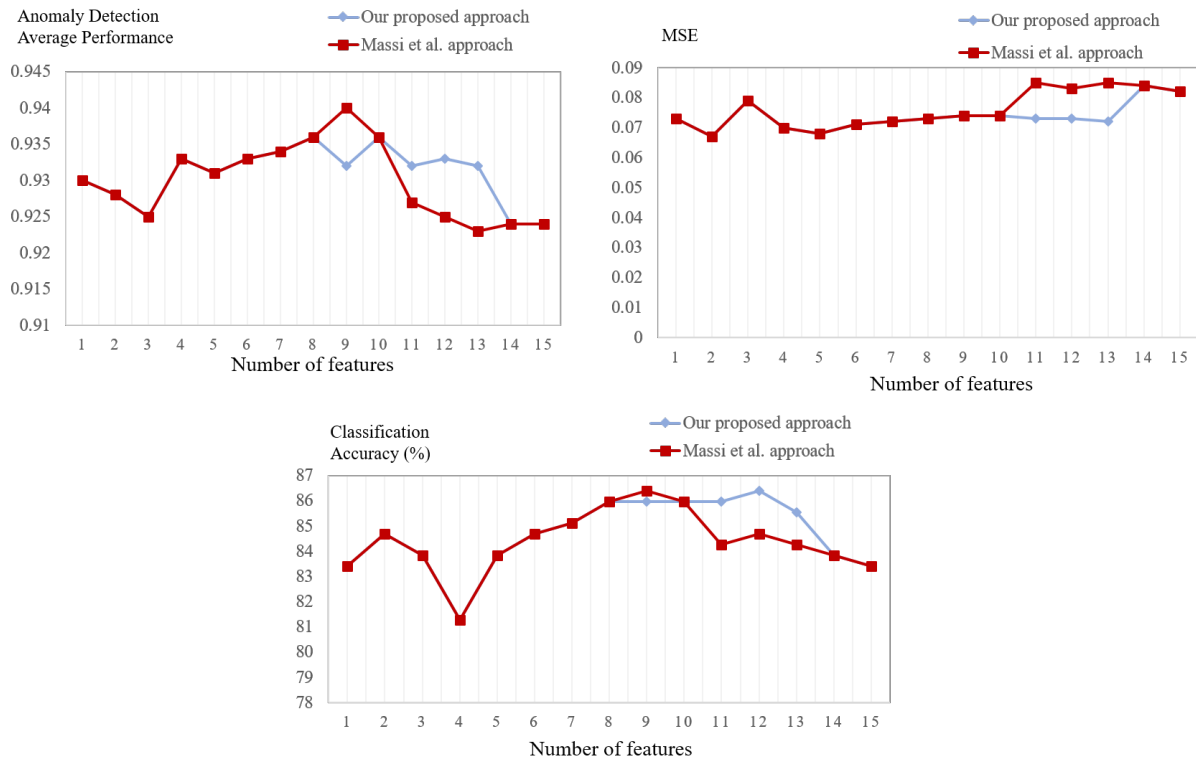 Anomaly Detection
Average Performance
Our proposed approach
Massi et al. approach
0.945
0.94
0.935
0.93
0.925
0.92
0.915
0.91
1 2 3 4 5 6 7 8 9 10 11 12 13 14 15
Number of features
MSE
Our proposed approach
Massi et al. approach
0.09
0.08
0.07
0.06
0.05
0.04
0.03
0.02
0.01
0
1 2 3 4 5 6 7 8 9 10 11 12 13 14 15
Number of features
Classification
Accuracy (%)
Our proposed approach
Massi et al. approach
87
86
85
84
83
82
81
80
79
78
1 2 3 4 5 6 7 8 9 10 11 12 13 14 15
Number of features